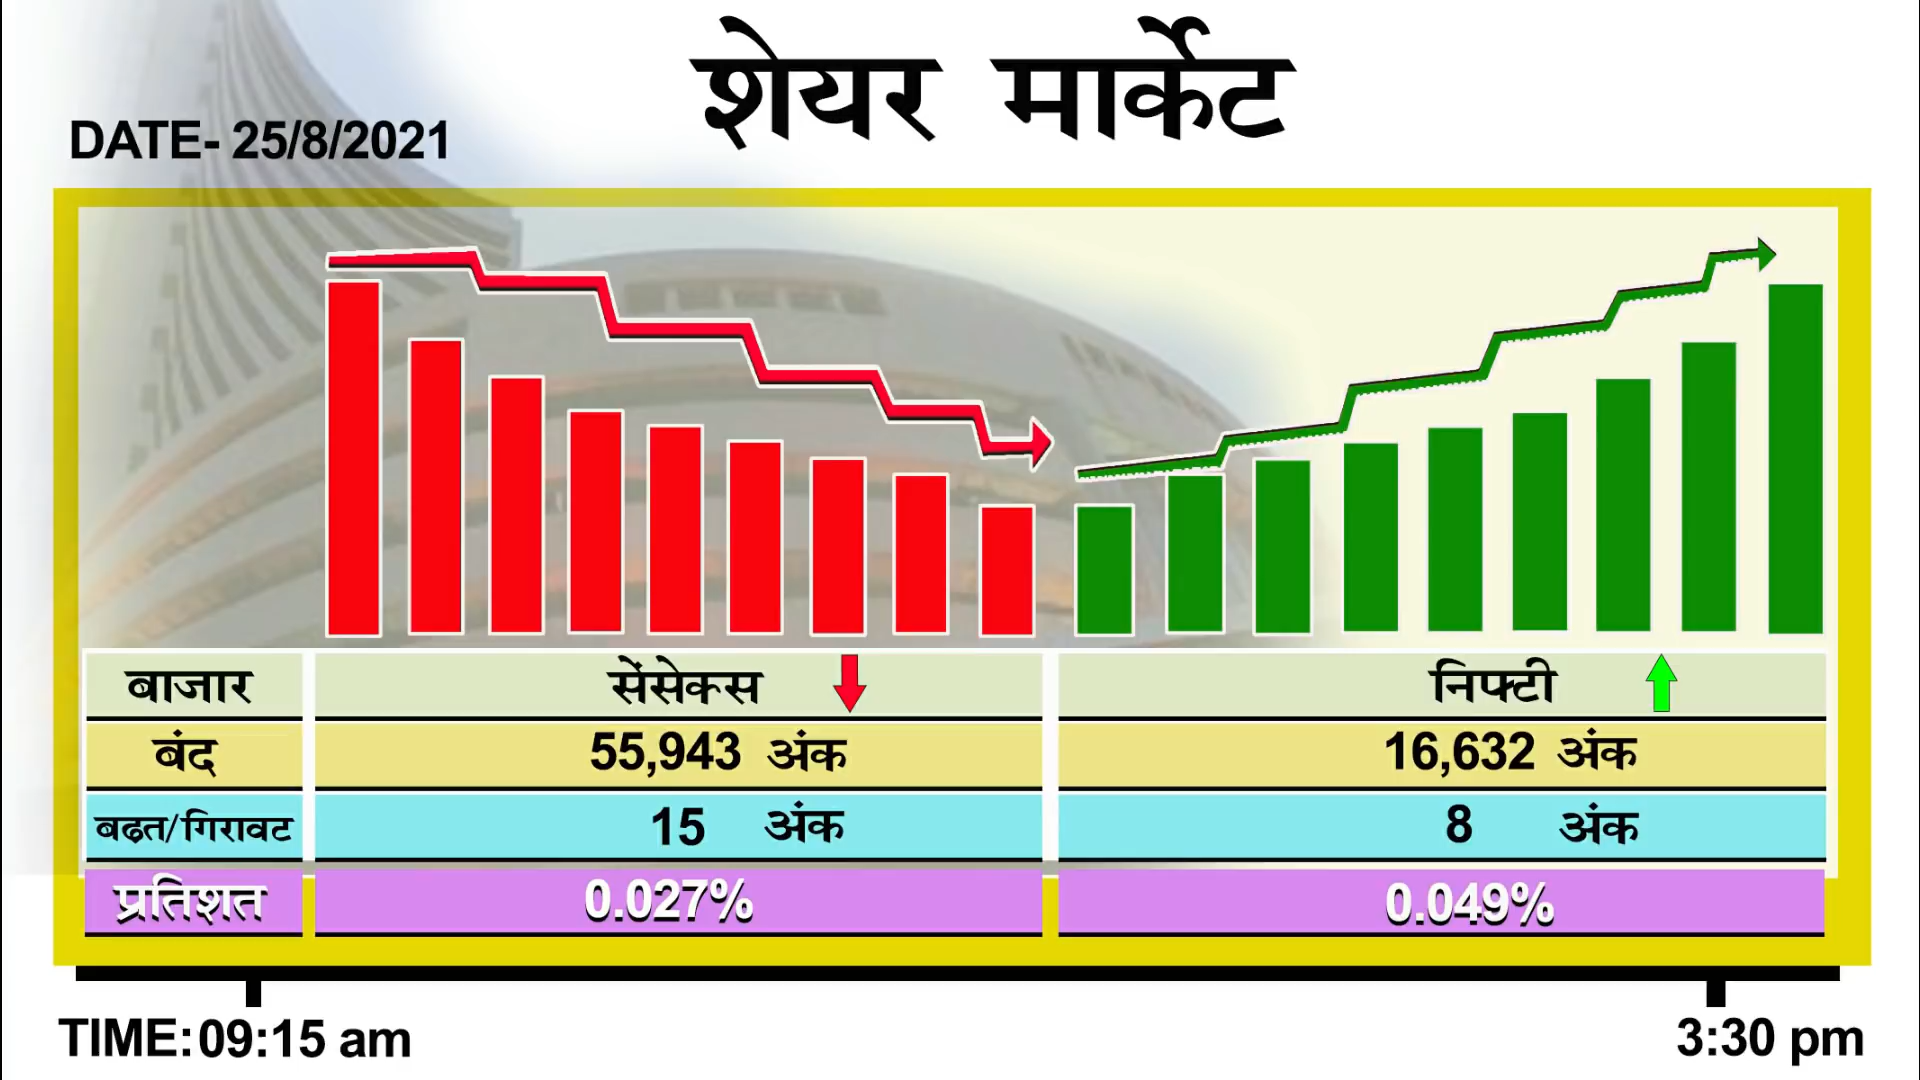 शेयर मार्केट
DATE- 25/8/2021
बाजार सेंसेक्स निफ्टी
बंद 55,943 अंक 16,632 अंक
बढत/गिरावट 15 अंक 8 अंक
प्रतिशत 0.027% 0.049%
TIME: 09:15 am 3:30 pm